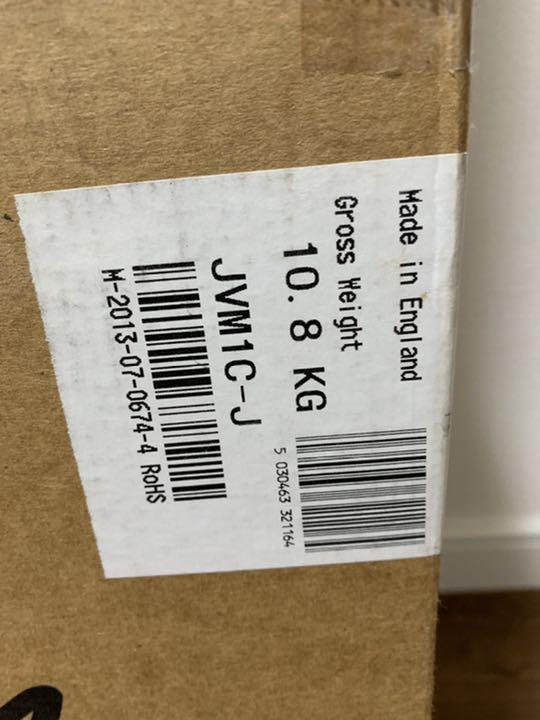 Made in England
Gross Weight
10.8 KG
5 030463 321164
JVM1C-J
M-2013-07-0674-4 RoHS